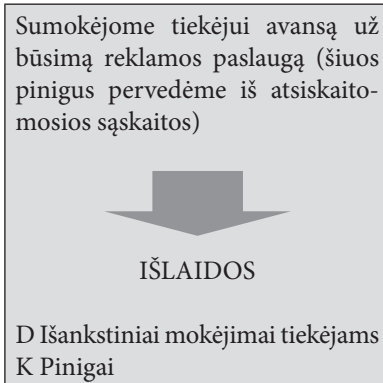 Sumokėjome tiekėjui avansą už
būsimą reklamos paslaugą (šiuos
pinigus pervedėme iš atsiskaito-
mosios sąskaitos)
IŠLAIDOS
D Išankstiniai mokėjimai tiekėjams
K Pinigai